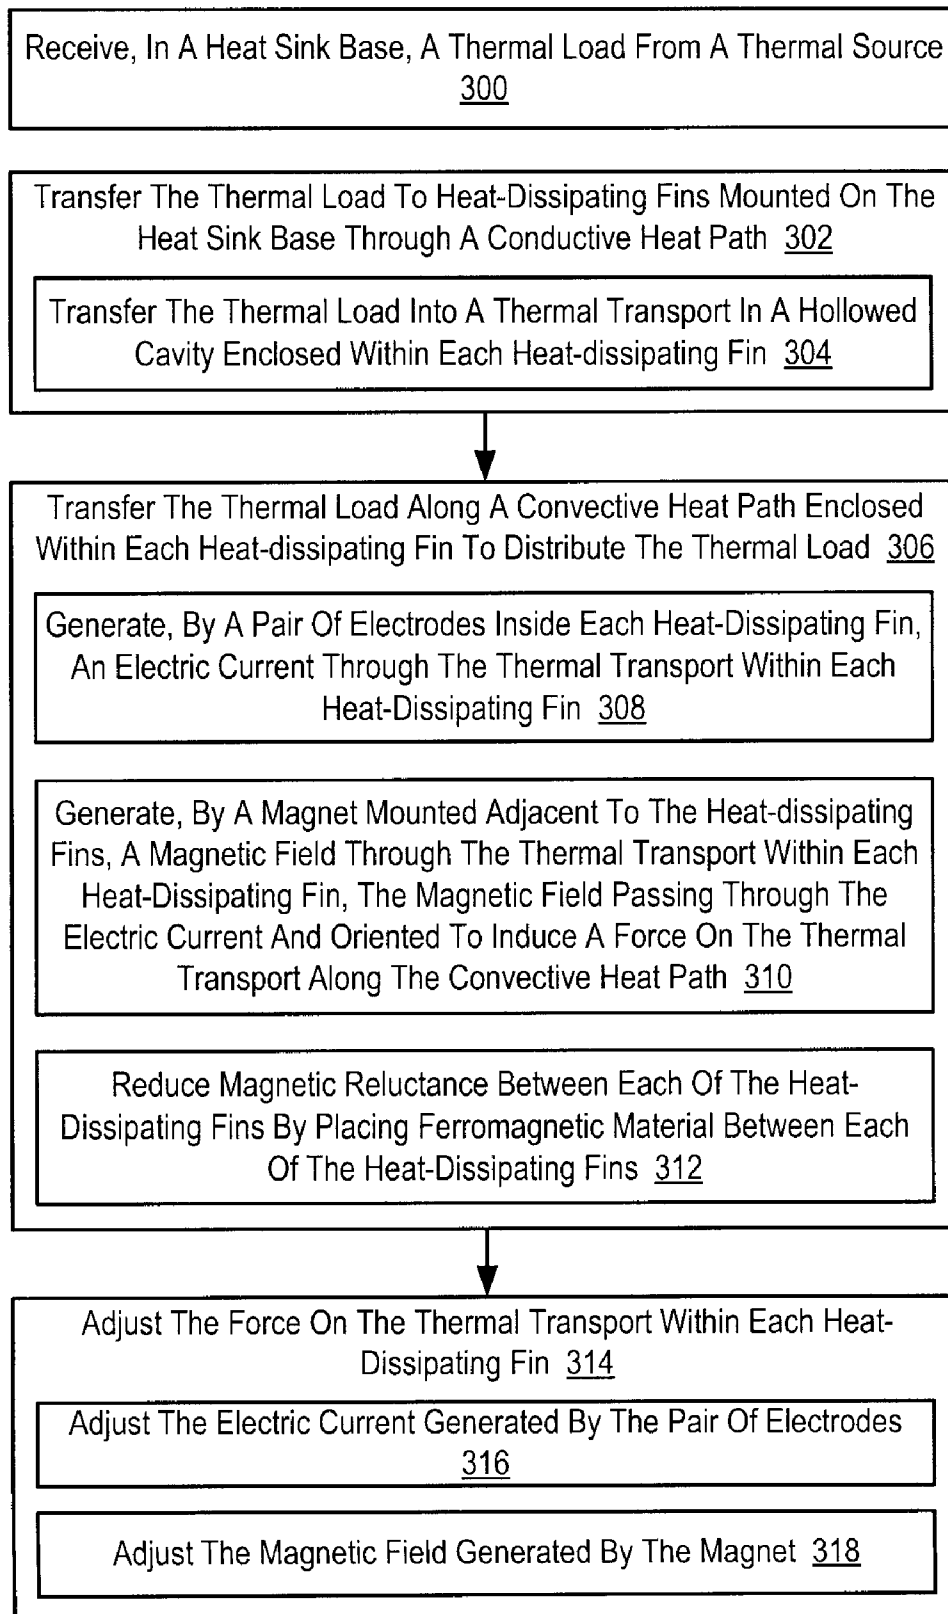 Receive, In A Heat Sink Base, A Thermal Load From A Thermal Source
300
Transfer The Thermal Load To Heat-Dissipating Fins Mounted On The
Heat Sink Base Through A Conductive Heat Path 302
Transfer The Thermal Load Into A Thermal Transport In A Hollowed
Cavity Enclosed Within Each Heat-dissipating Fin 304
Transfer The Thermal Load Along A Convective Heat Path Enclosed
Within Each Heat-dissipating Fin To Distribute The Thermal Load 306
Generate, By A Pair Of Electrodes Inside Each Heat-Dissipating Fin,
An Electric Current Through The Thermal Transport Within Each
Heat-Dissipating Fin 308
Generate, By A Magnet Mounted Adjacent To The Heat-dissipating
Fins, A Magnetic Field Through The Thermal Transport Within Each
Heat-Dissipating Fin, The Magnetic Field Passing Through The
Electric Current And Oriented To Induce A Force On The Thermal
Transport Along The Convective Heat Path 310
Reduce Magnetic Reluctance Between Each Of The Heat-
Dissipating Fins By Placing Ferromagnetic Material Between Each
Of The Heat-Dissipating Fins 312
Adjust The Force On The Thermal Transport Within Each Heat-
Dissipating Fin 314
Adjust The Electric Current Generated By The Pair Of Electrodes
316
Adjust The Magnetic Field Generated By The Magnet 318